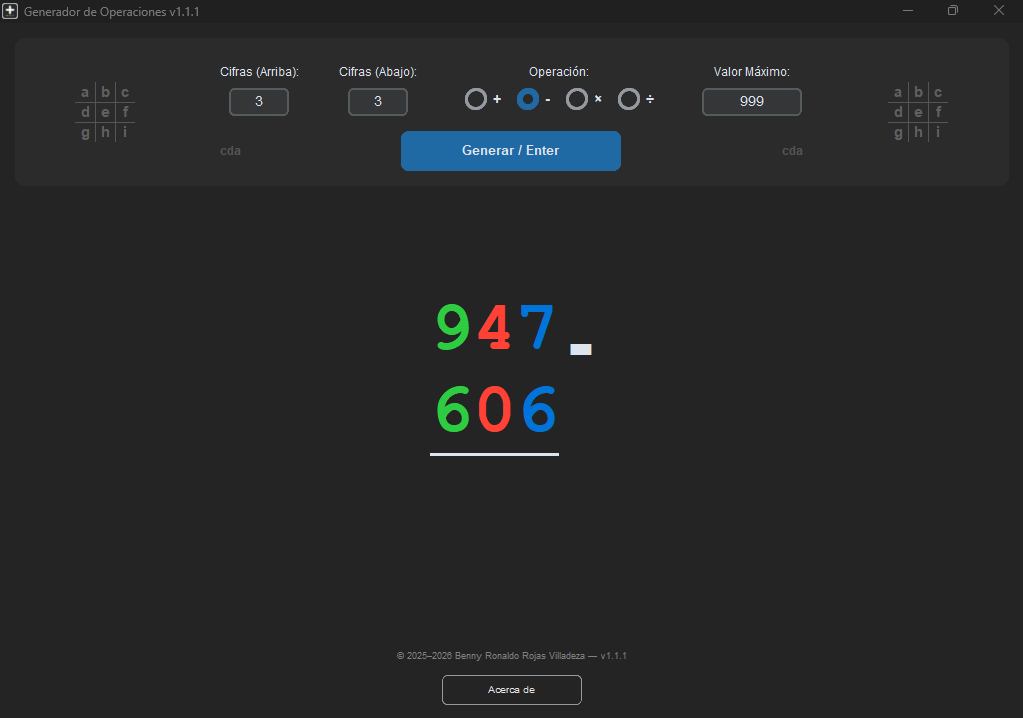 Generador de Operaciones v1.1.1
Cifras (Arriba): Cifras (Abajo): Operación: Valor Máximo:
a b c
d e f
g h i
3 3 + - × ÷ 999
a b c
d e f
g h i
cda Generar / Enter cda
947 -
606
© 2025–2026 Benny Ronaldo Rojas Villadeza — v1.1.1
Acerca de